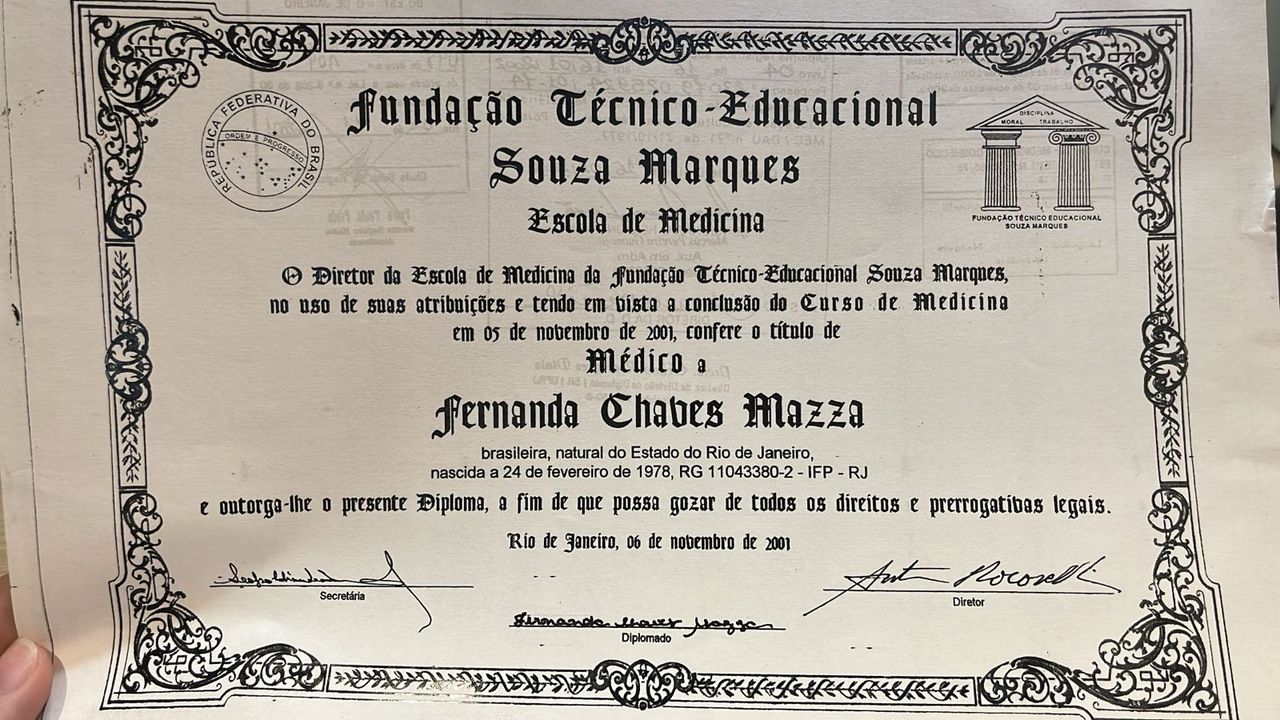 Fundação Técnico-Educacional
Souza Marques
Escola de Medicina
REPÚBLICA FEDERATIVA DO BRASIL
ORDEM E PROGRESSO
DISCIPLINA
MORAL TRABALHO
FUNDAÇÃO TÉCNICO EDUCACIONAL
SOUZA MARQUES
O Diretor da Escola de Medicina da Fundação Técnico-Educacional Souza Marques,
no uso de suas atribuições e tendo em vista a conclusão do Curso de Medicina
em 05 de novembro de 2001, confere o título de
Médico a
Fernanda Chaves Mazza
brasileira, natural do Estado do Rio de Janeiro,
nascida a 24 de fevereiro de 1978, RG 11043380-2 - IFP - RJ
e outorga-lhe o presente Diploma, a fim de que possa gozar de todos os direitos e prerrogativas legais.
Rio de Janeiro, 06 de novembro de 2001
Secretária
Diretor
Fernanda Chaves Mazza
Diplomado